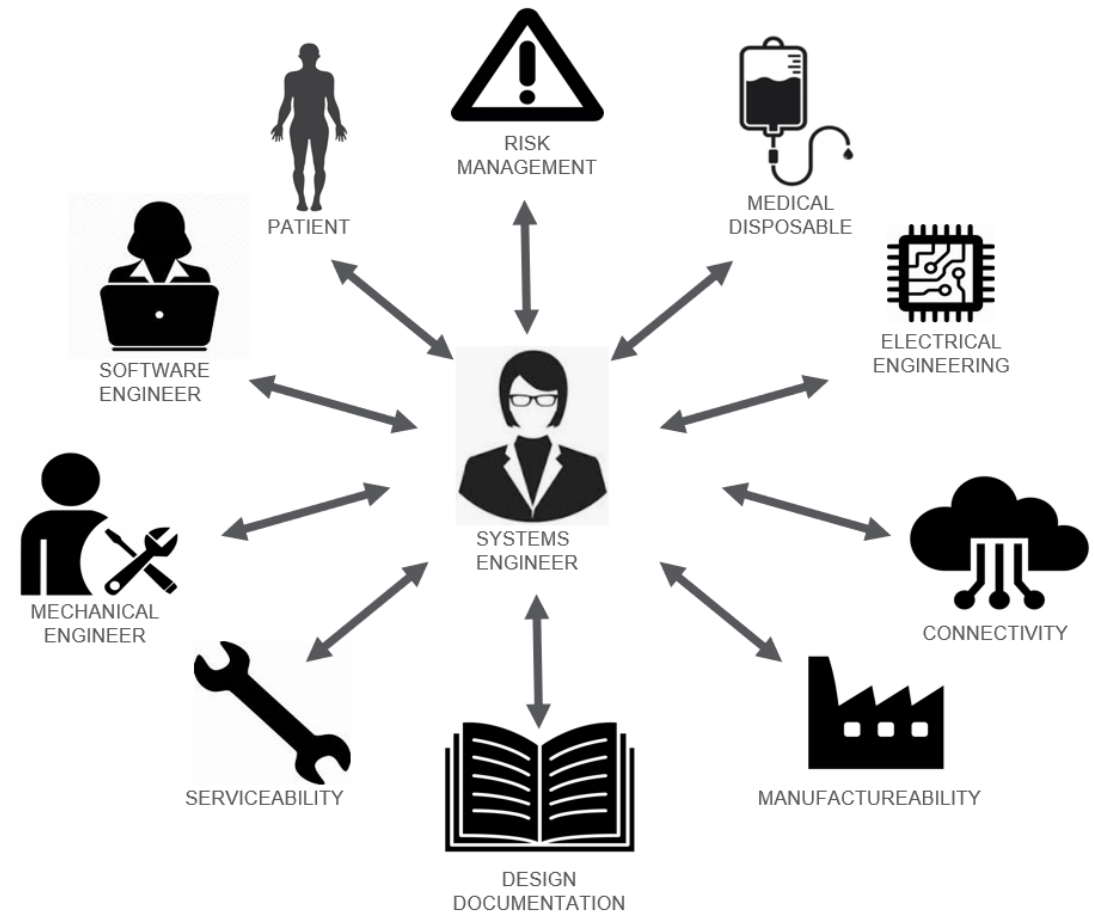 RISK
MANAGEMENT
PATIENT
MEDICAL
DISPOSABLE
SOFTWARE
ENGINEER
ELECTRICAL
ENGINEERING
SYSTEMS
ENGINEER
MECHANICAL
ENGINEER
CONNECTIVITY
SERVICEABILITY
MANUFACTUREABILITY
DESIGN
DOCUMENTATION